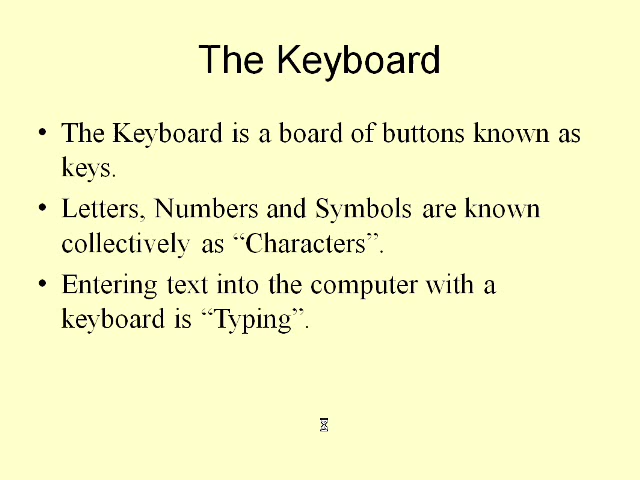 The Keyboard
• The Keyboard is a board of buttons known as
keys.
• Letters, Numbers and Symbols are known
collectively as “Characters”.
• Entering text into the computer with a
keyboard is “Typing”.